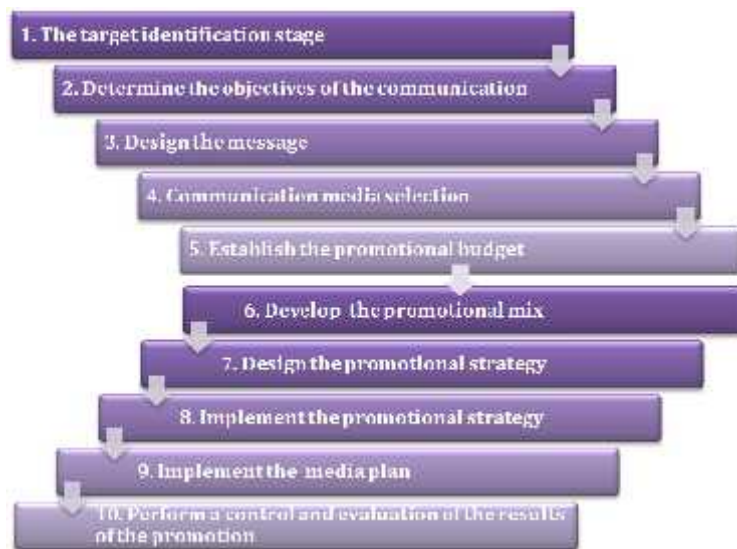 1. The target identification stage
2. Determine the objectives of the communication
3. Design the message
4. Communication media selection
5. Establish the promotional budget
6. Develop the promotional mix
7. Design the promotional strategy
8. Implement the promotional strategy
9. Implement the media plan
10. Perform a control and evaluation of the results
of the promotion